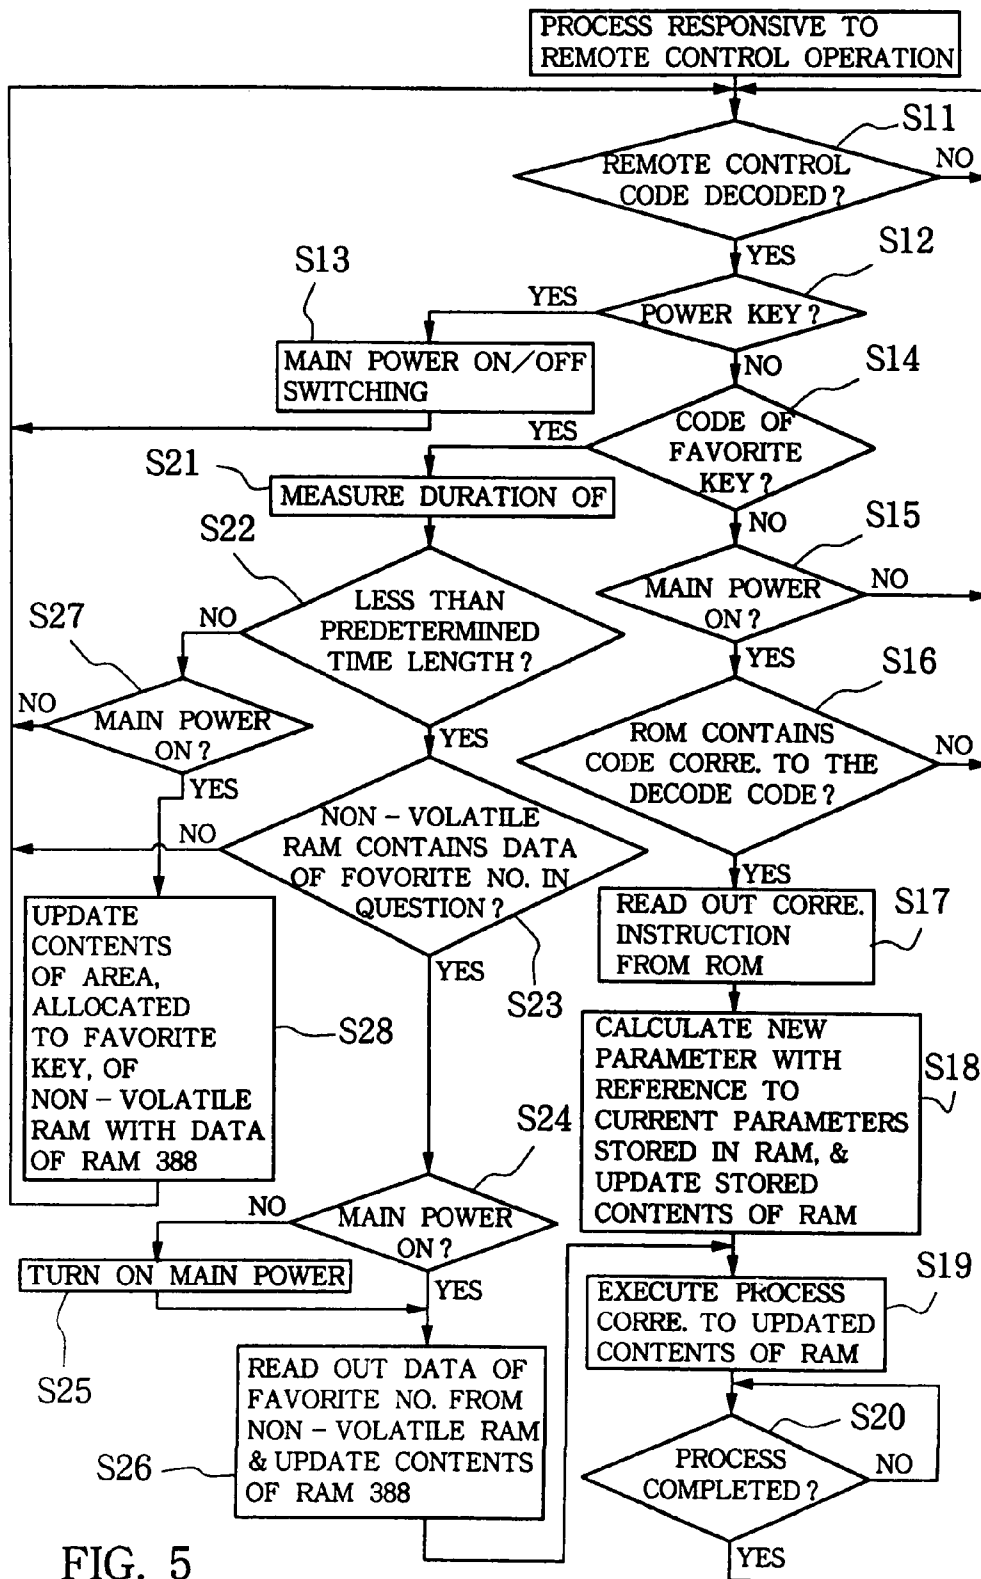 PROCESS RESPONSIVE TO
REMOTE CONTROL OPERATION
S11
REMOTE CONTROL
CODE DECODED?
NO
YES
S12
POWER KEY?
YES
NO
S13
MAIN POWER ON/OFF
SWITCHING
S14
CODE OF
FAVORITE
KEY?
YES
NO
S21
MEASURE DURATION OF
S15
MAIN POWER
ON?
NO
YES
S22
LESS THAN
PREDETERMINED
TIME LENGTH?
NO
YES
S27
MAIN POWER
ON?
NO
YES
S16
ROM CONTAINS
CODE CORRE. TO THE
DECODE CODE?
NO
YES
NON-VOLATILE
RAM CONTAINS DATA
OF FOVORITE NO. IN
QUESTION?
NO
YES
S23
S17
READ OUT CORRE.
INSTRUCTION
FROM ROM
UPDATE
CONTENTS
OF AREA,
ALLOCATED
TO FAVORITE
KEY, OF
NON-VOLATILE
RAM WITH DATA
OF RAM 388
S28
S18
CALCULATE NEW
PARAMETER WITH
REFERENCE TO
CURRENT PARAMETERS
STORED IN RAM, &
UPDATE STORED
CONTENTS OF RAM
S24
MAIN POWER
ON?
NO
YES
TURN ON MAIN POWER
S25
S19
EXECUTE PROCESS
CORRE. TO UPDATED
CONTENTS OF RAM
READ OUT DATA OF
FAVORITE NO. FROM
NON-VOLATILE RAM
& UPDATE CONTENTS
OF RAM 388
S26
S20
PROCESS
COMPLETED?
NO
YES
FIG. 5